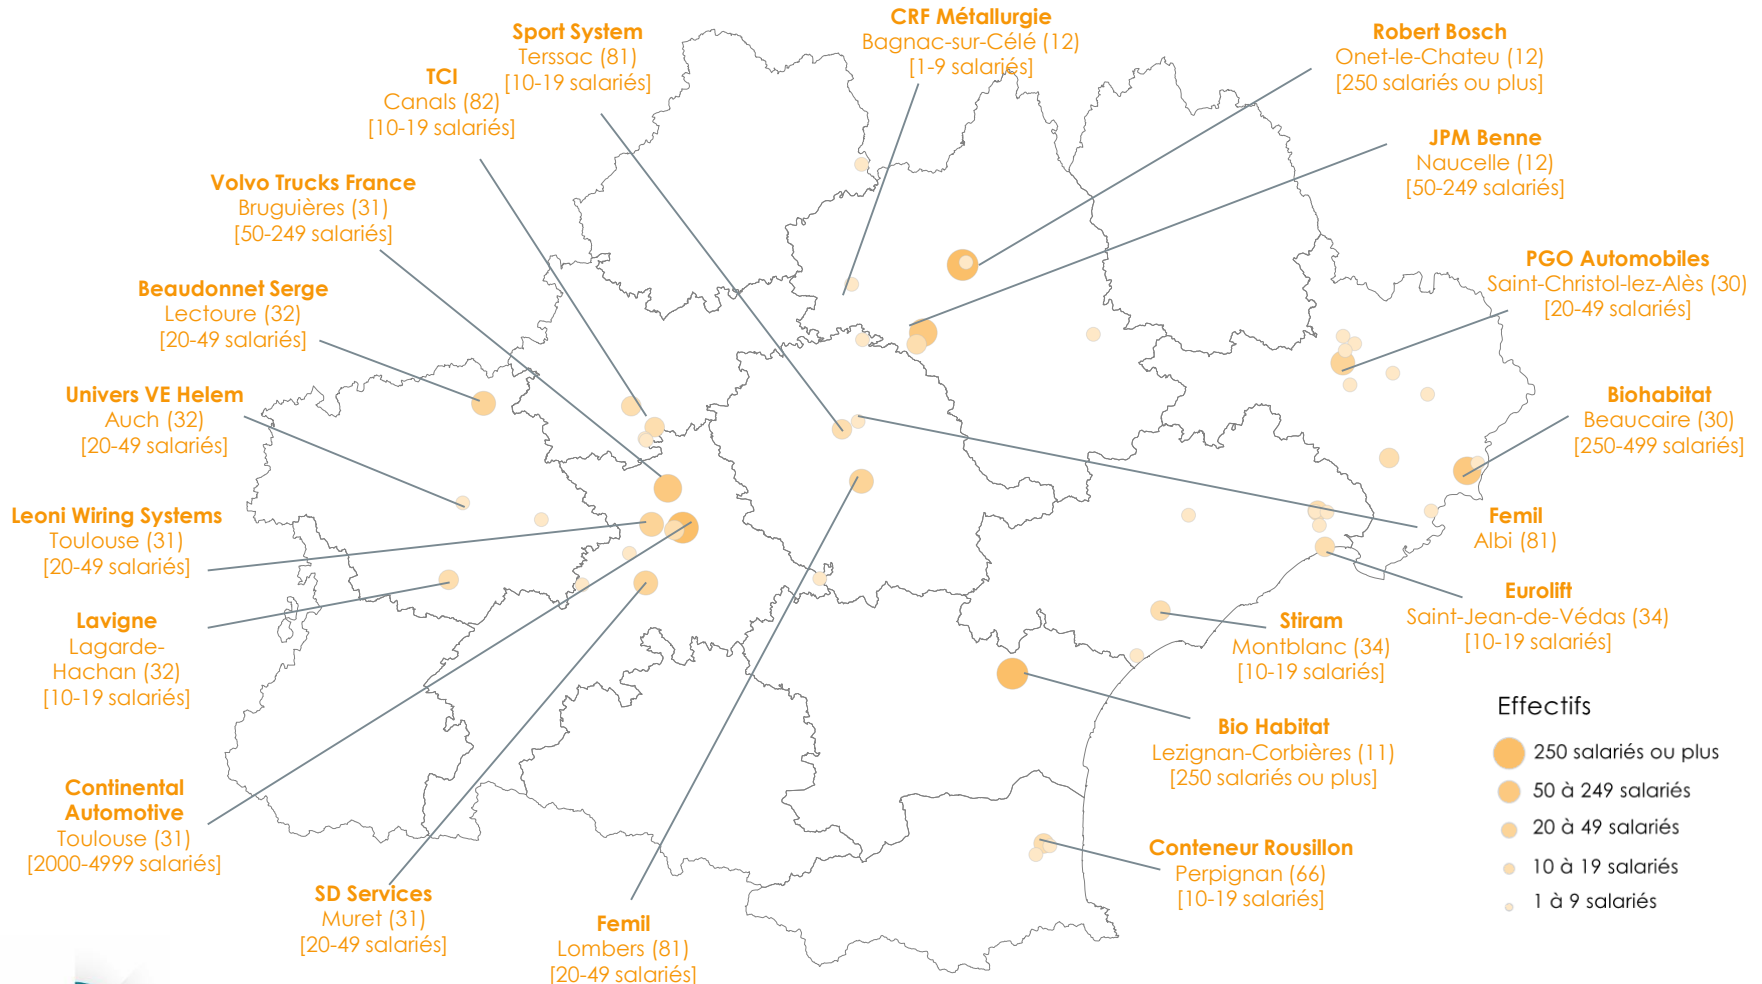 CRF Métallurgie
Bagnac-sur-Célé (12)
[1-9 salariés]
Sport System
Terssac (81)
[10-19 salariés]
Robert Bosch
Onet-le-Chateu (12)
[250 salariés ou plus]
TCI
Canals (82)
[10-19 salariés]
JPM Benne
Naucelle (12)
[50-249 salariés]
Volvo Trucks France
Bruguières (31)
[50-249 salariés]
PGO Automobiles
Saint-Christol-lez-Alès (30)
[20-49 salariés]
Beaudonnet Serge
Lectoure (32)
[20-49 salariés]
Univers VE Helem
Auch (32)
[20-49 salariés]
Biohabitat
Beaucaire (30)
[250-499 salariés]
Leoni Wiring Systems
Toulouse (31)
[20-49 salariés]
Femil
Albi (81)
Eurolift
Saint-Jean-de-Védas (34)
[10-19 salariés]
Lavigne
Lagarde-
Hachan (32)
[10-19 salariés]
Stiram
Montblanc (34)
[10-19 salariés]
Bio Habitat
Lezignan-Corbières (11)
[250 salariés ou plus]
Continental
Automotive
Toulouse (31)
[2000-4999 salariés]
Conteneur Rousillon
Perpignan (66)
[10-19 salariés]
SD Services
Muret (31)
[20-49 salariés]
Femil
Lombers (81)
[20-49 salariés]
Effectifs
250 salariés ou plus
50 à 249 salariés
20 à 49 salariés
10 à 19 salariés
1 à 9 salariés